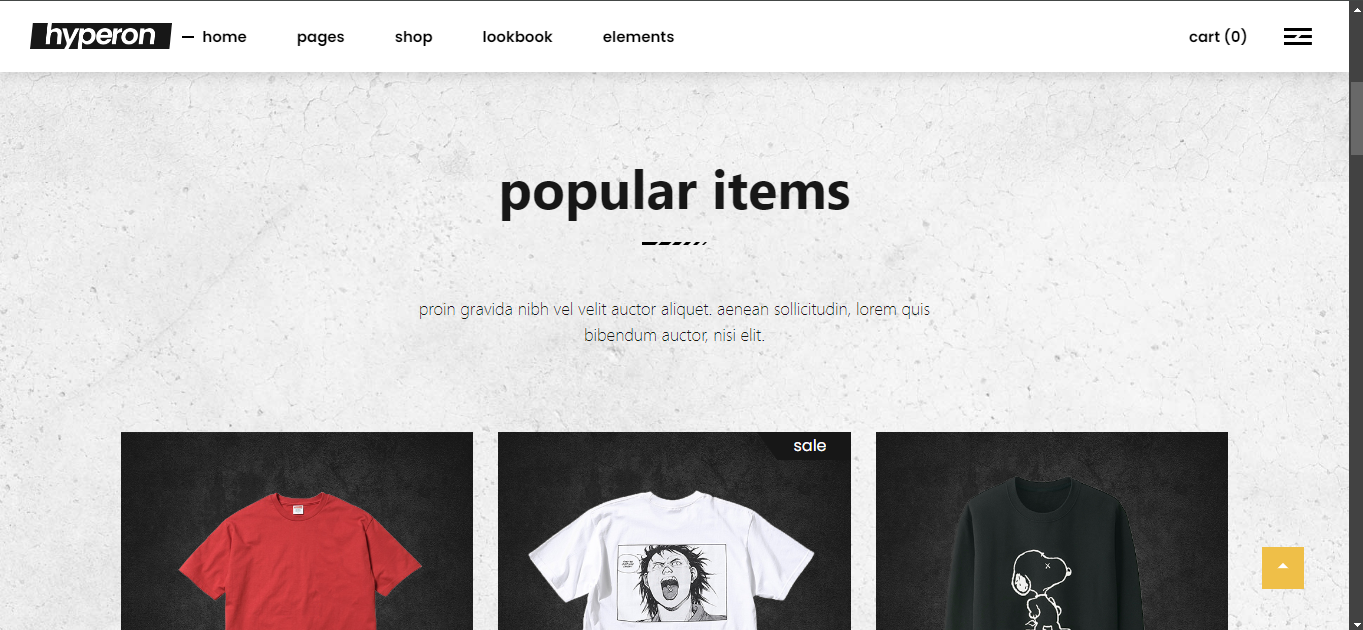 hyperon
home pages shop lookbook elements cart (0)
popular items
proin gravida nibh vel velit auctor aliquet. aenean sollicitudin, lorem quis
bibendum auctor, nisi elit.
sale